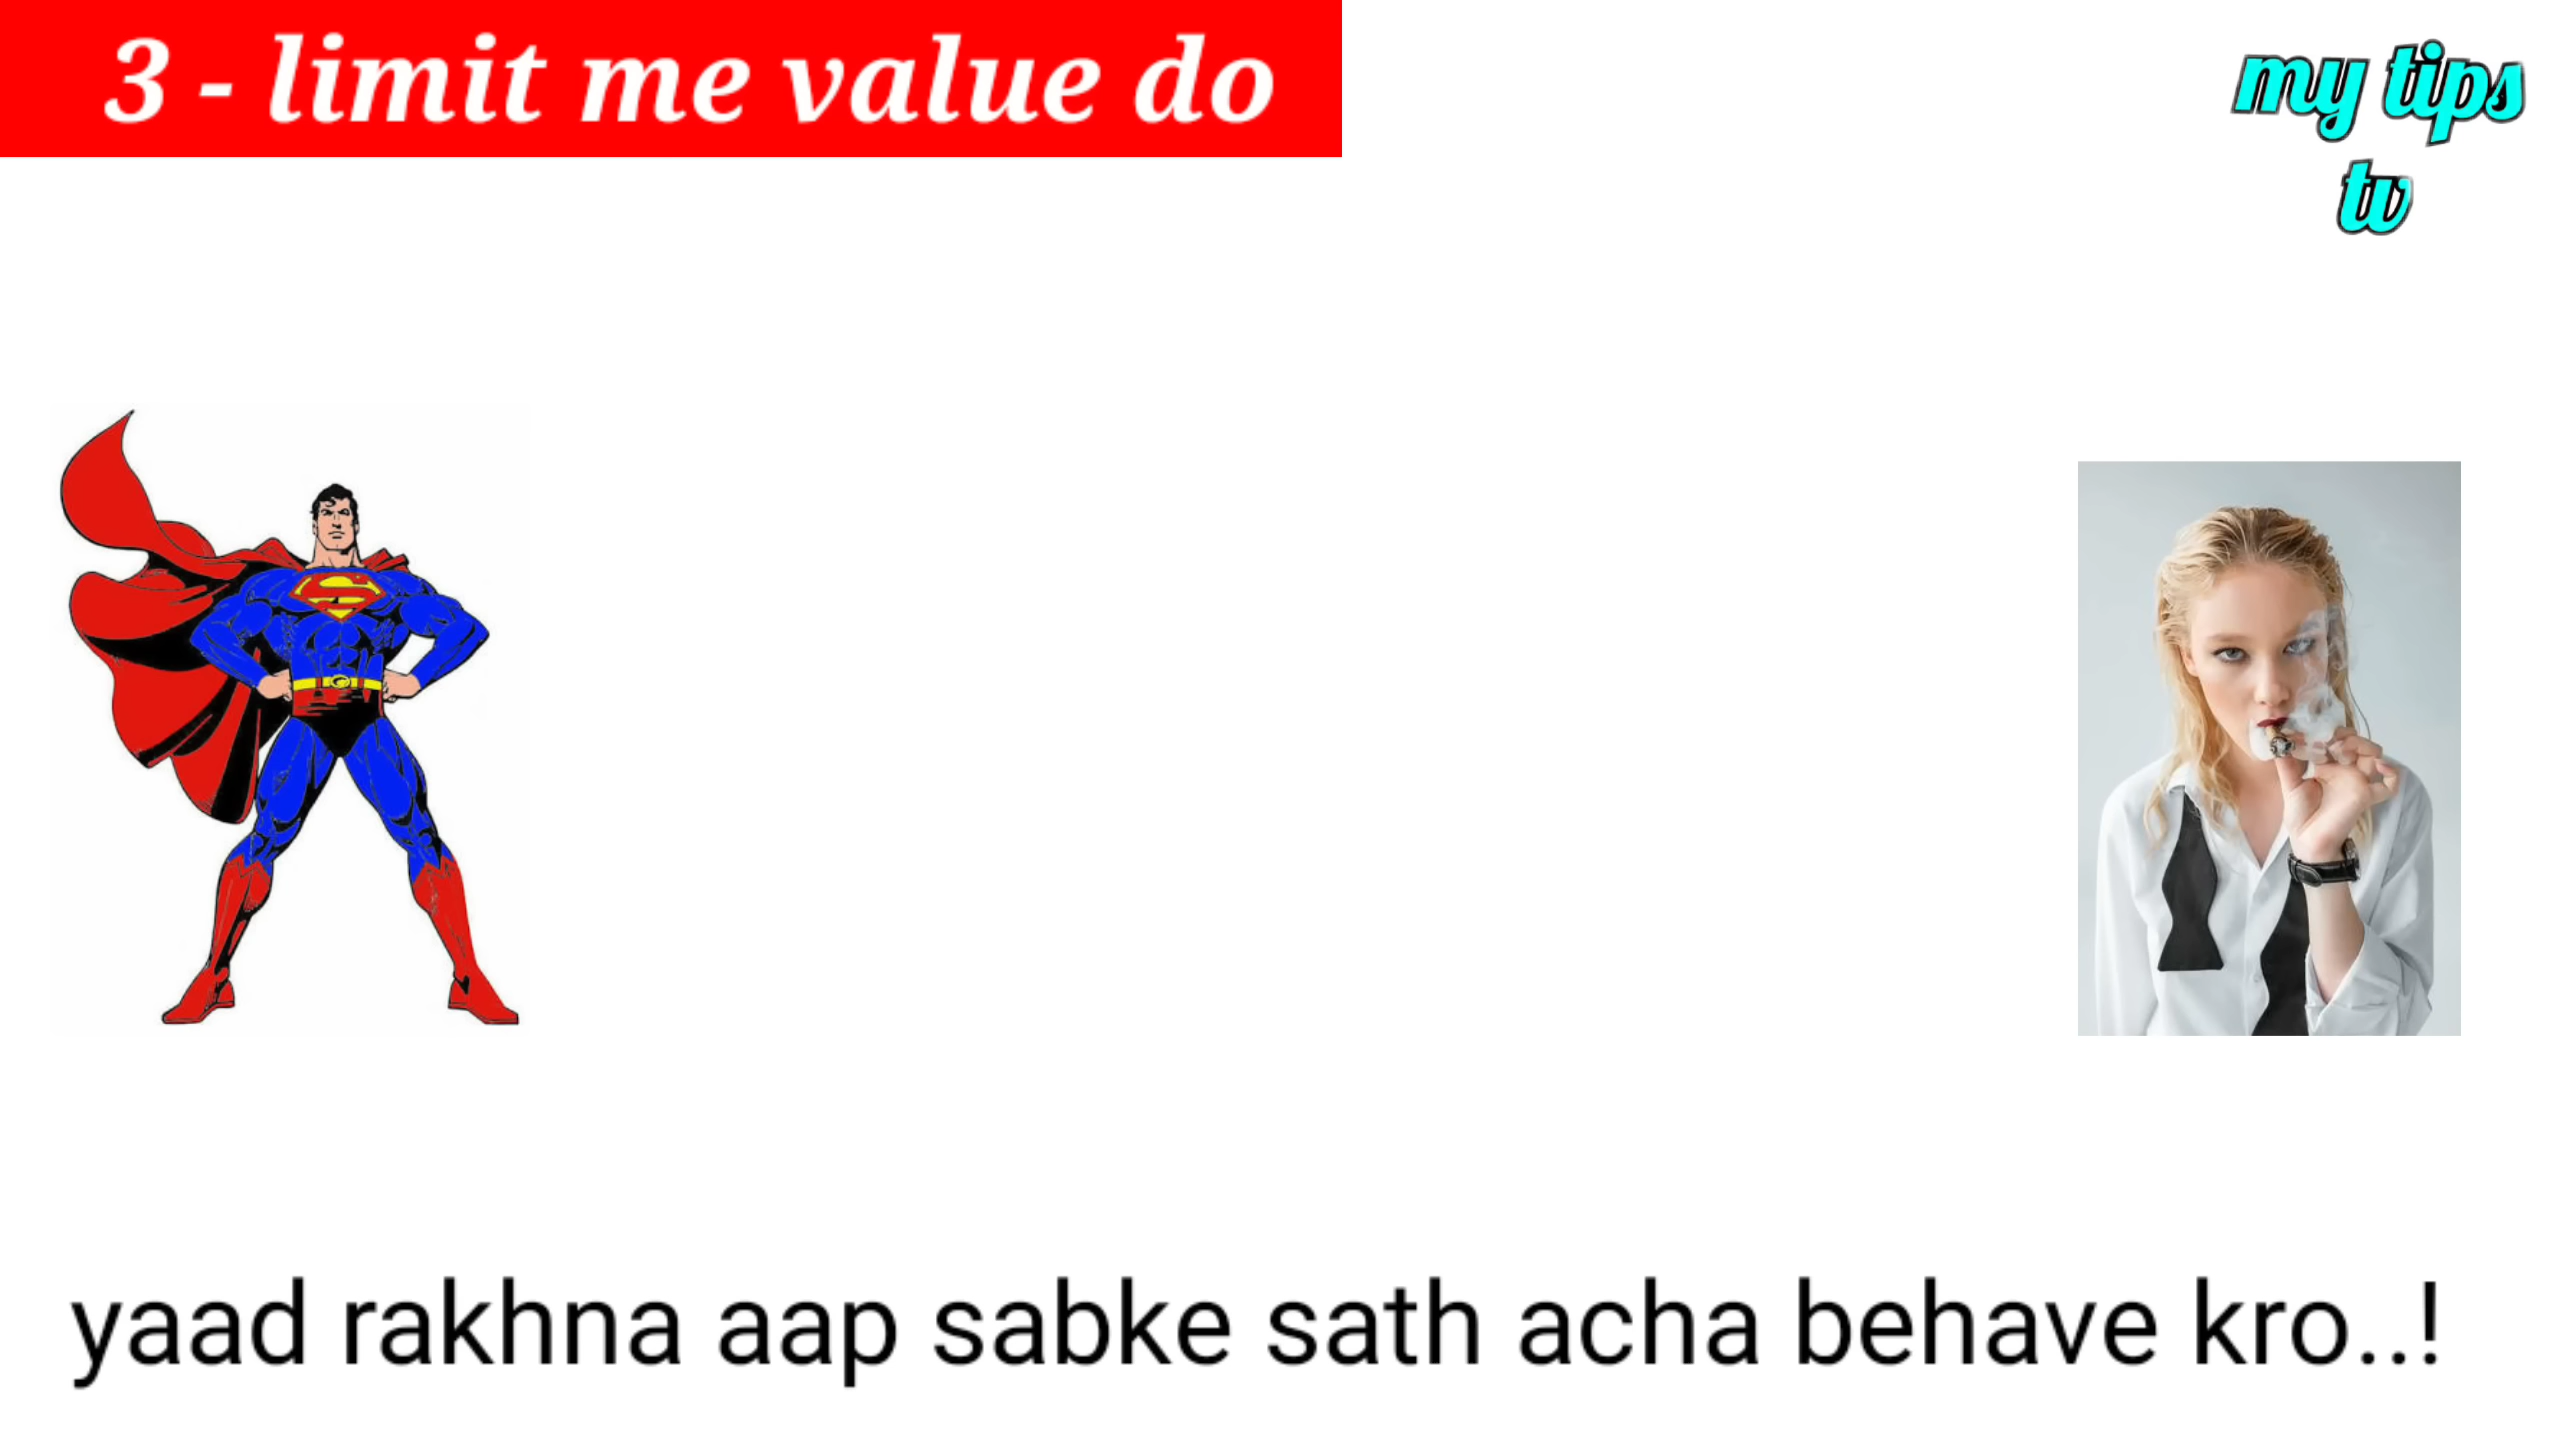 3 - limit me value do
my tips
tv
yaad rakhna aap sabke sath acha behave kro..!